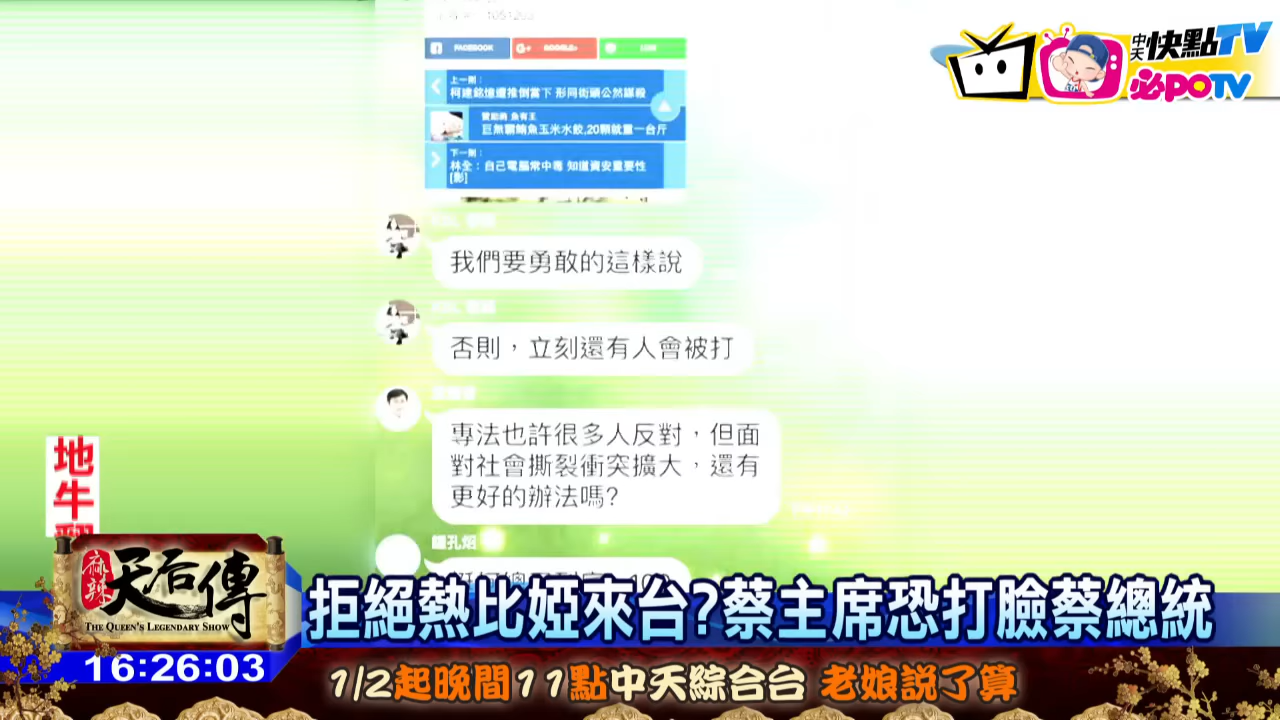 FACEBOOK
GOOGLE+
中天快點TV
必POTV
上一則：
柯建銘憶遭推倒當下 形同街頭公然謀殺
巨無霸鮪魚玉米水餃,20顆就重一台斤
下一則：
林全：自己電腦常中毒 知道資安重要性
[影]
我們要勇敢的這樣說
否則，立刻還有人會被打
專法也許很多人反對，但面
對社會撕裂衝突擴大，還有
更好的辦法嗎?
鍾孔炤
地牛
麻辣天后傳
THE QUEEN'S LEGENDARY SHOW
拒絕熱比婭來台?蔡主席恐打臉蔡總統
16:26:03
1/2起晚間11點中天綜合台 老娘說了算